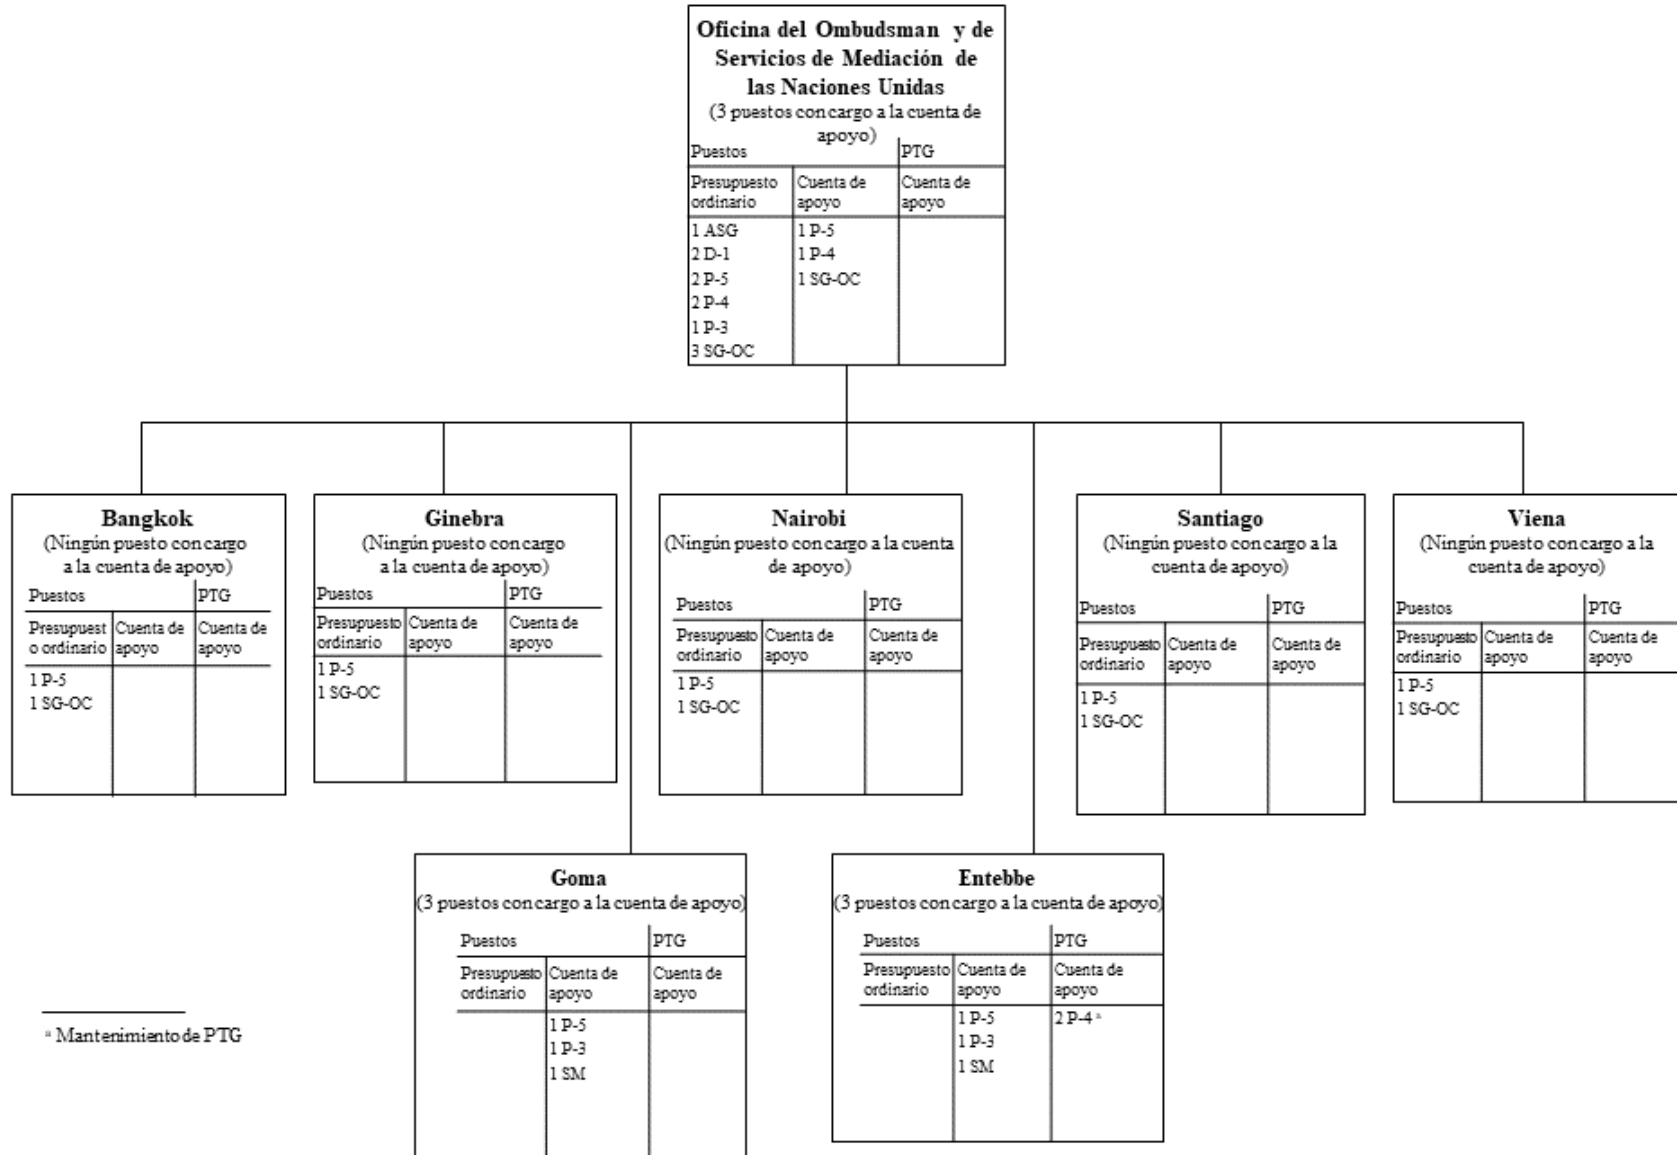 Oficina del Ombudsman y de
Servicios de Mediación de
las Naciones Unidas
(3 puestos con cargo a la cuenta de
apoyo)
Puestos PTG
Presupuesto Cuenta de Cuenta de
ordinario apoyo apoyo
1 ASG 1 P-5
2 D-1 1 P-4
2 P-5 1 SG-OC
2 P-4
1 P-3
3 SG-OC
Bangkok
(Ningún puesto con cargo
a la cuenta de apoyo)
Puestos PTG
Presupuest Cuenta de Cuenta de
o ordinario apoyo apoyo
1 P-5
1 SG-OC
Ginebra
(Ningún puesto con cargo
a la cuenta de apoyo)
Puestos PTG
Presupuesto Cuenta de Cuenta de
ordinario apoyo apoyo
1 P-5
1 SG-OC
Nairobi
(Ningún puesto con cargo a la cuenta
de apoyo)
Puestos PTG
Presupuesto Cuenta de Cuenta de
ordinario apoyo apoyo
1 P-5
1 SG-OC
Santiago
(Ningún puesto con cargo a la
cuenta de apoyo)
Puestos PTG
Presupuesto Cuenta de Cuenta de
ordinario apoyo apoyo
1 P-5
1 SG-OC
Viena
(Ningún puesto con cargo a la
cuenta de apoyo)
Puestos PTG
Presupuesto Cuenta de Cuenta de
ordinario apoyo apoyo
1 P-5
1 SG-OC
Goma
(3 puestos con cargo a la cuenta de apoyo)
Puestos PTG
Presupuesto Cuenta de Cuenta de
ordinario apoyo apoyo
1 P-5
1 P-3
1 SM
Entebbe
(3 puestos con cargo a la cuenta de apoyo)
Puestos PTG
Presupuesto Cuenta de Cuenta de
ordinario apoyo apoyo
1 P-5 2 P-4 ª
1 P-3
1 SM
ª Mantenimiento de PTG